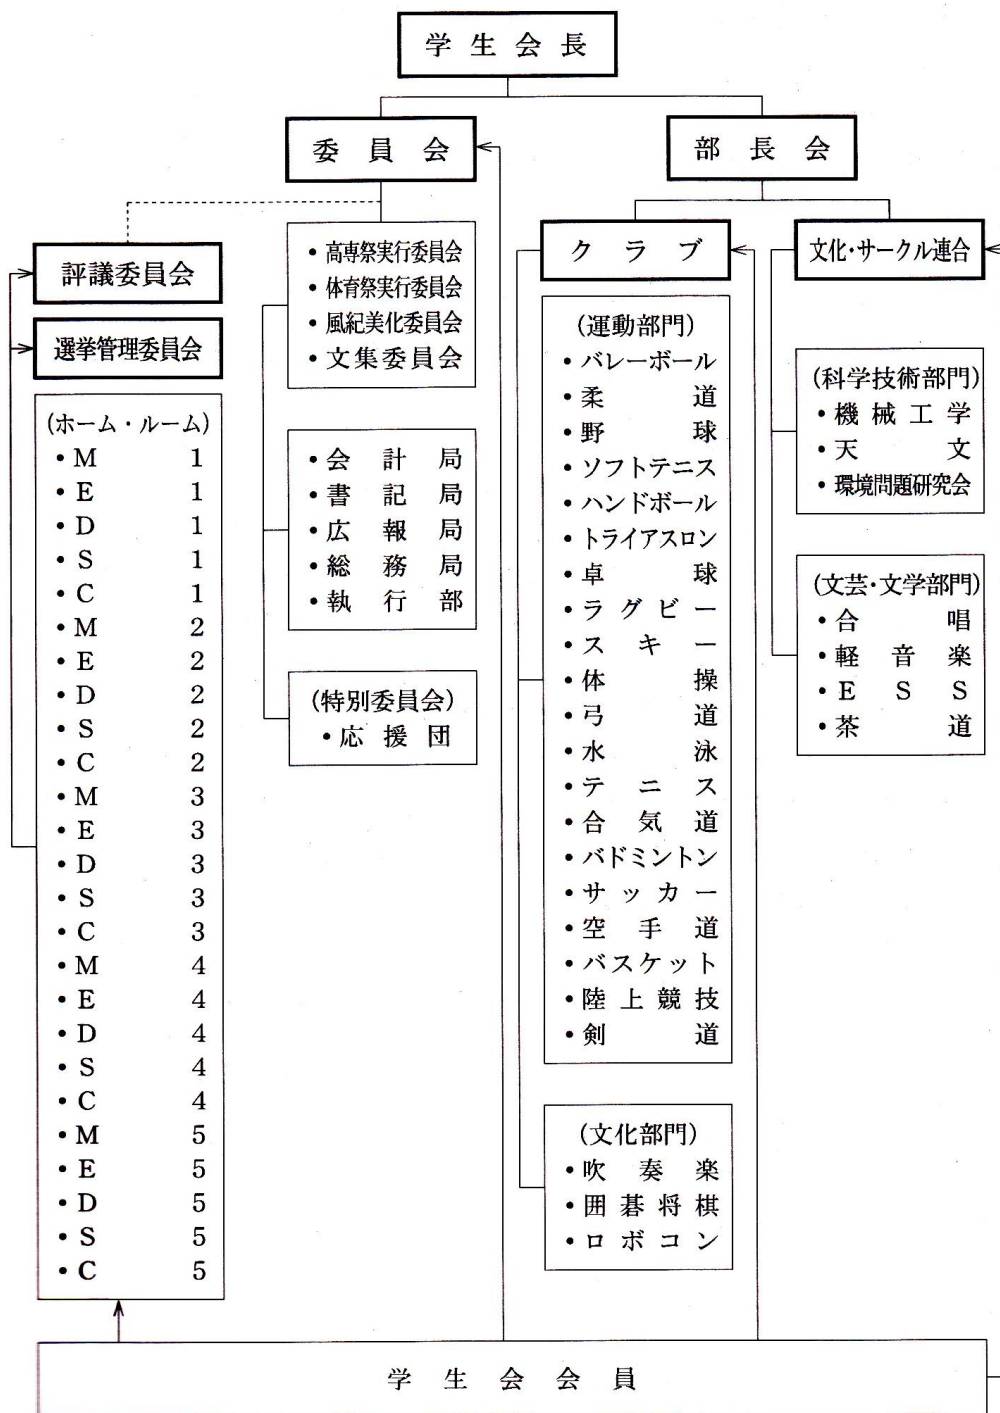 学生会長
委員会
部長会
評議委員会
選挙管理委員会
(ホーム・ルーム)
・M 1
・E 1
・D 1
・S 1
・C 1
・M 2
・E 2
・D 2
・S 2
・C 2
・M 3
・E 3
・D 3
・S 3
・C 3
・M 4
・E 4
・D 4
・S 4
・C 4
・M 5
・E 5
・D 5
・S 5
・C 5
・高専祭実行委員会
・体育祭実行委員会
・風紀美化委員会
・文集委員会
・会計局
・書記局
・広報局
・総務局
・執行部
(特別委員会)
・応援団
クラブ
(運動部門)
・バレーボール
・柔道
・野球
・ソフトテニス
・ハンドボール
・トライアスロン
・卓球
・ラグビー
・スキー
・体操
・弓道
・水泳
・テニス
・合気道
・バドミントン
・サッカー
・空手道
・バスケット
・陸上競技
・剣道
(文化部門)
・吹奏楽
・囲碁将棋
・ロボコン
文化・サークル連合
(科学技術部門)
・機械工学
・天文
・環境問題研究会
(文芸・文学部門)
・合唱
・軽音楽
・ESS
・茶道
学生会会員